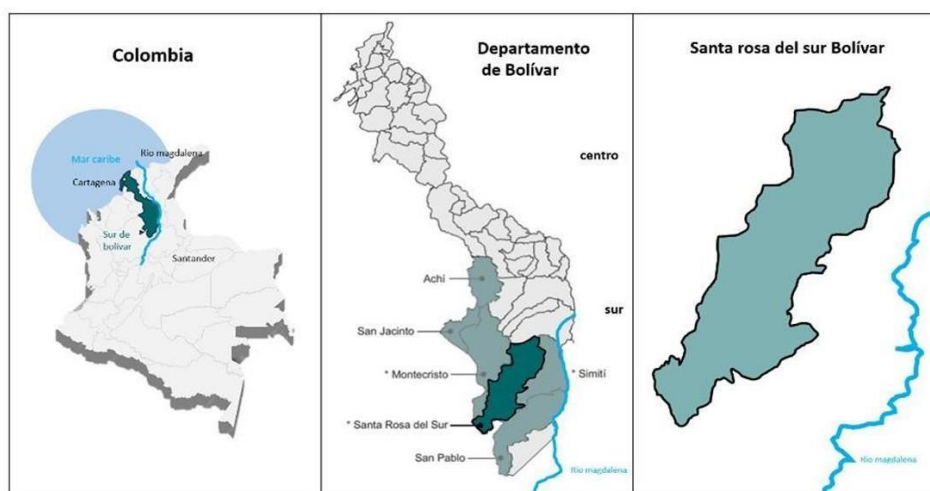 Colombia
Mar caribe
Rio magdalena
Cartagena
Sur de
bolívar
Santander
Departamento
de Bolívar
centro
Achí
sur
San Jacinto
* Montecristo
* Simití
* Santa Rosa del Sur
San Pablo
Rio magdalena
Santa rosa del sur Bolívar
Rio magdalena